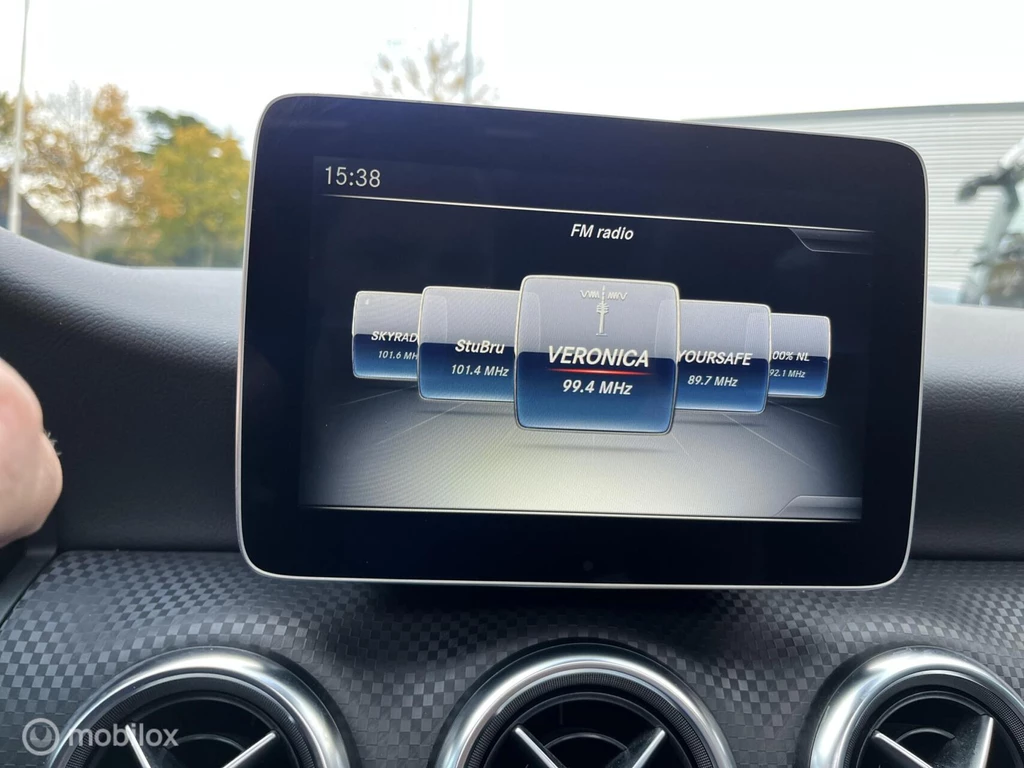 15:38
FM radio
SKYRAD
101.6 MH
StuBru
101.4 MHz
VERONICA
99.4 MHz
YOURSAFE
89.7 MHz
00% NL
92.1 MHz
mobilox